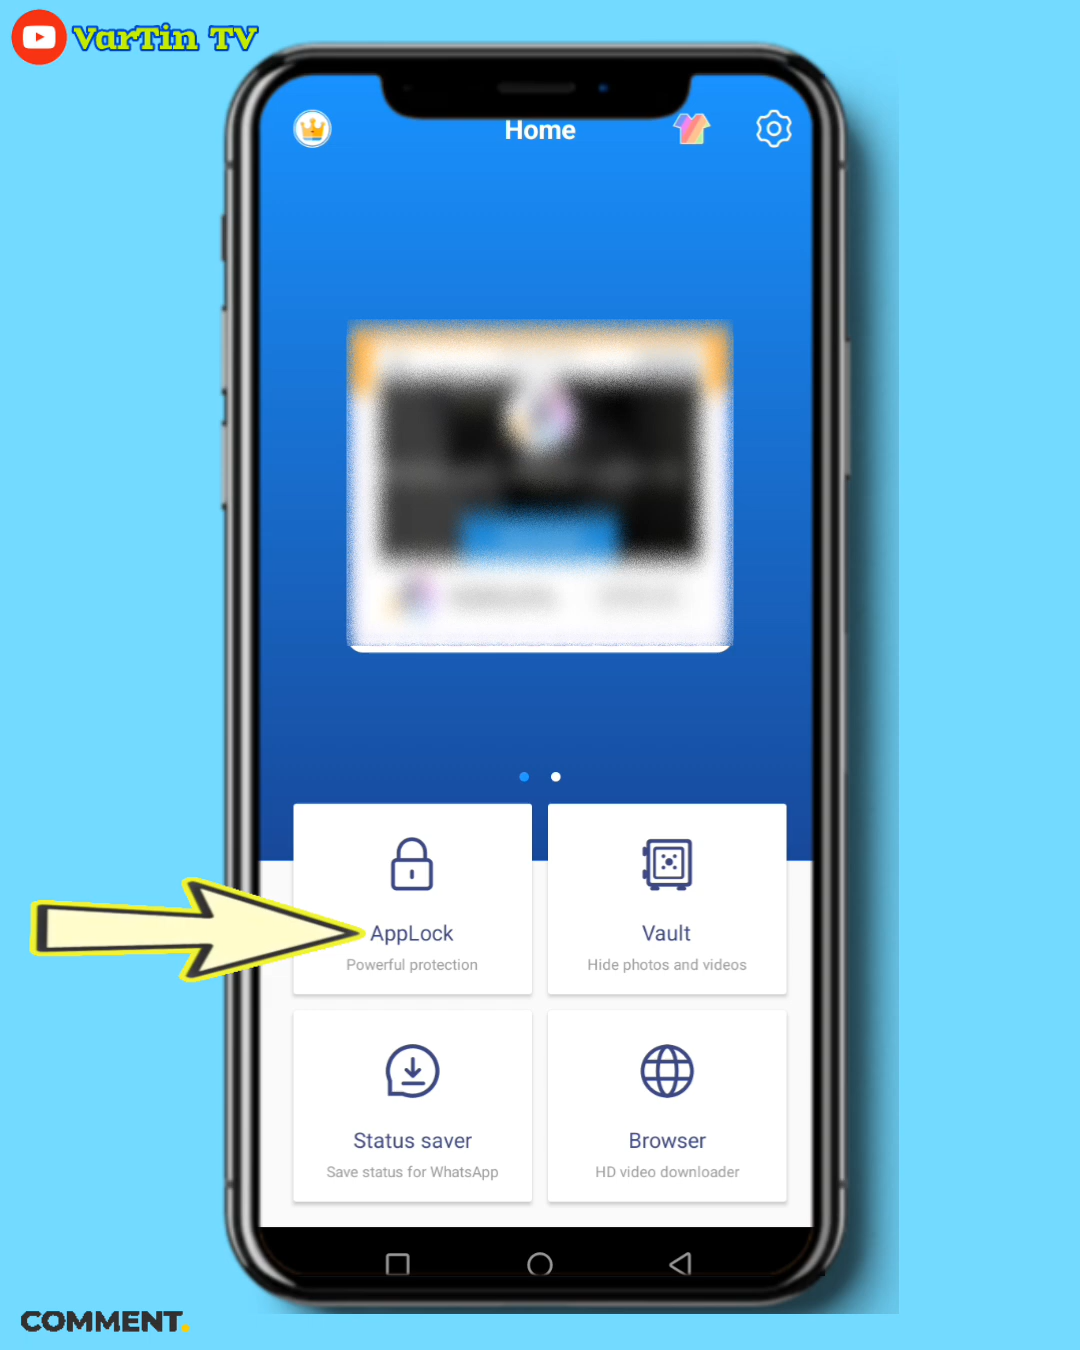 VarTin TV
Home
AppLock
Powerful protection
Vault
Hide photos and videos
Status saver
Save status for WhatsApp
Browser
HD video downloader
COMMENT.